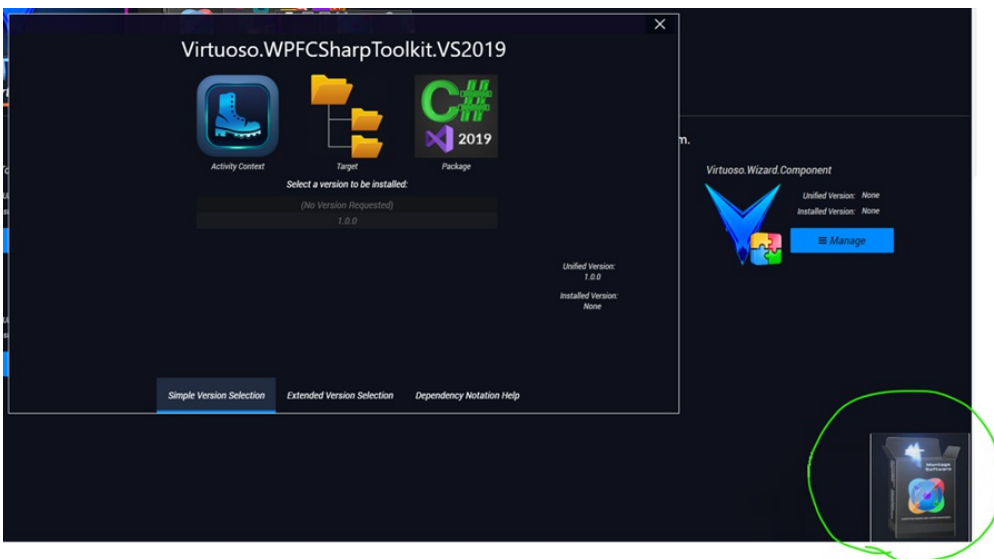 Virtuoso.WPFCSharpToolkit.VS2019
C#
2019
Activity Context
Target
Package
Select a version to be installed:
(No Version Requested)
1.0.0
Unified Version:
1.0.0
Installed Version:
None
Simple Version Selection
Extended Version Selection
Dependency Notation Help
m.
Virtuoso.Wizard.Component
Unified Version: None
Installed Version: None
≡ Manage
Montage
Software